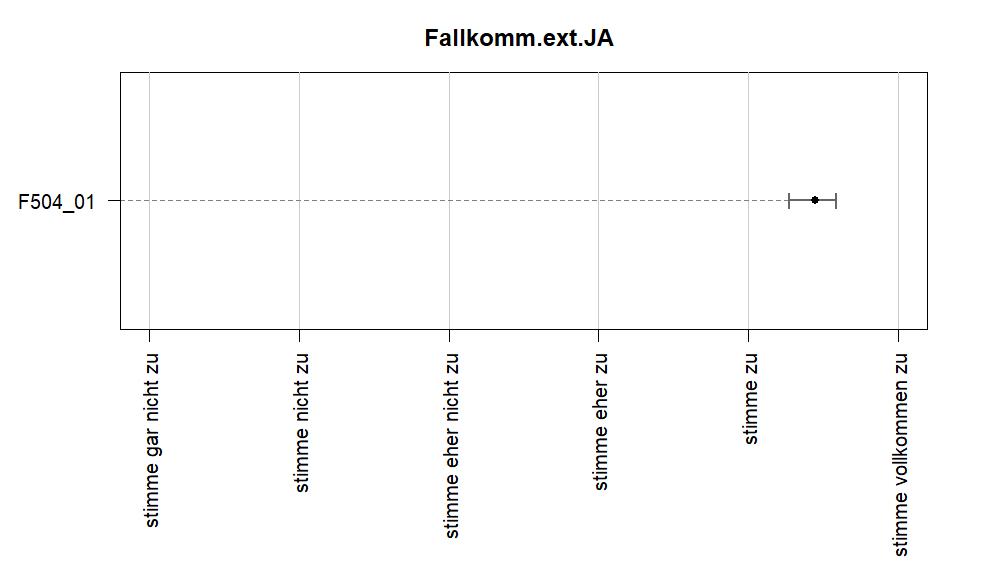 Fallkomm.ext.JA
F504_01
stimme gar nicht zu
stimme nicht zu
stimme eher nicht zu
stimme eher zu
stimme zu
stimme vollkommen zu